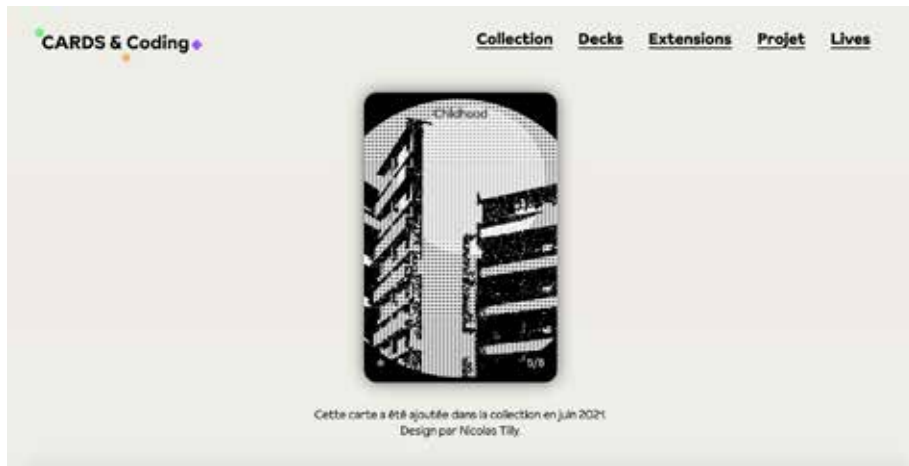 CARDS & Coding
Collection Decks Extensions Projet Lives
Childhood
5/5
Cette carte a été ajoutée dans la collection en juin 2021.
Design par Nicolas Tilly.